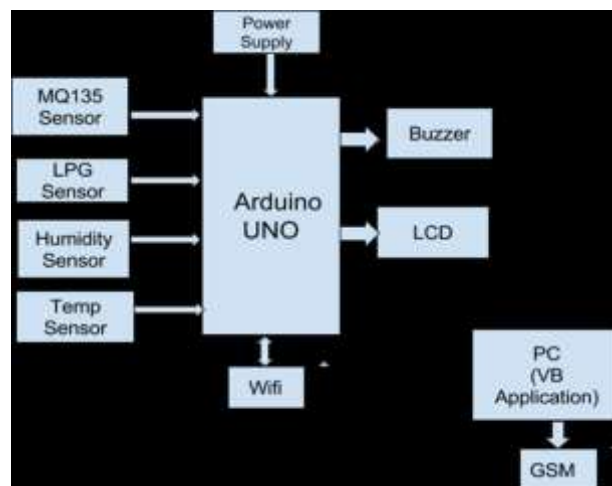 Power
Supply
MQ135
Sensor
Buzzer
LPG
Sensor
Arduino
UNO
LCD
Humidity
Sensor
Temp
Sensor
Wifi
PC
(VB
Application)
GSM